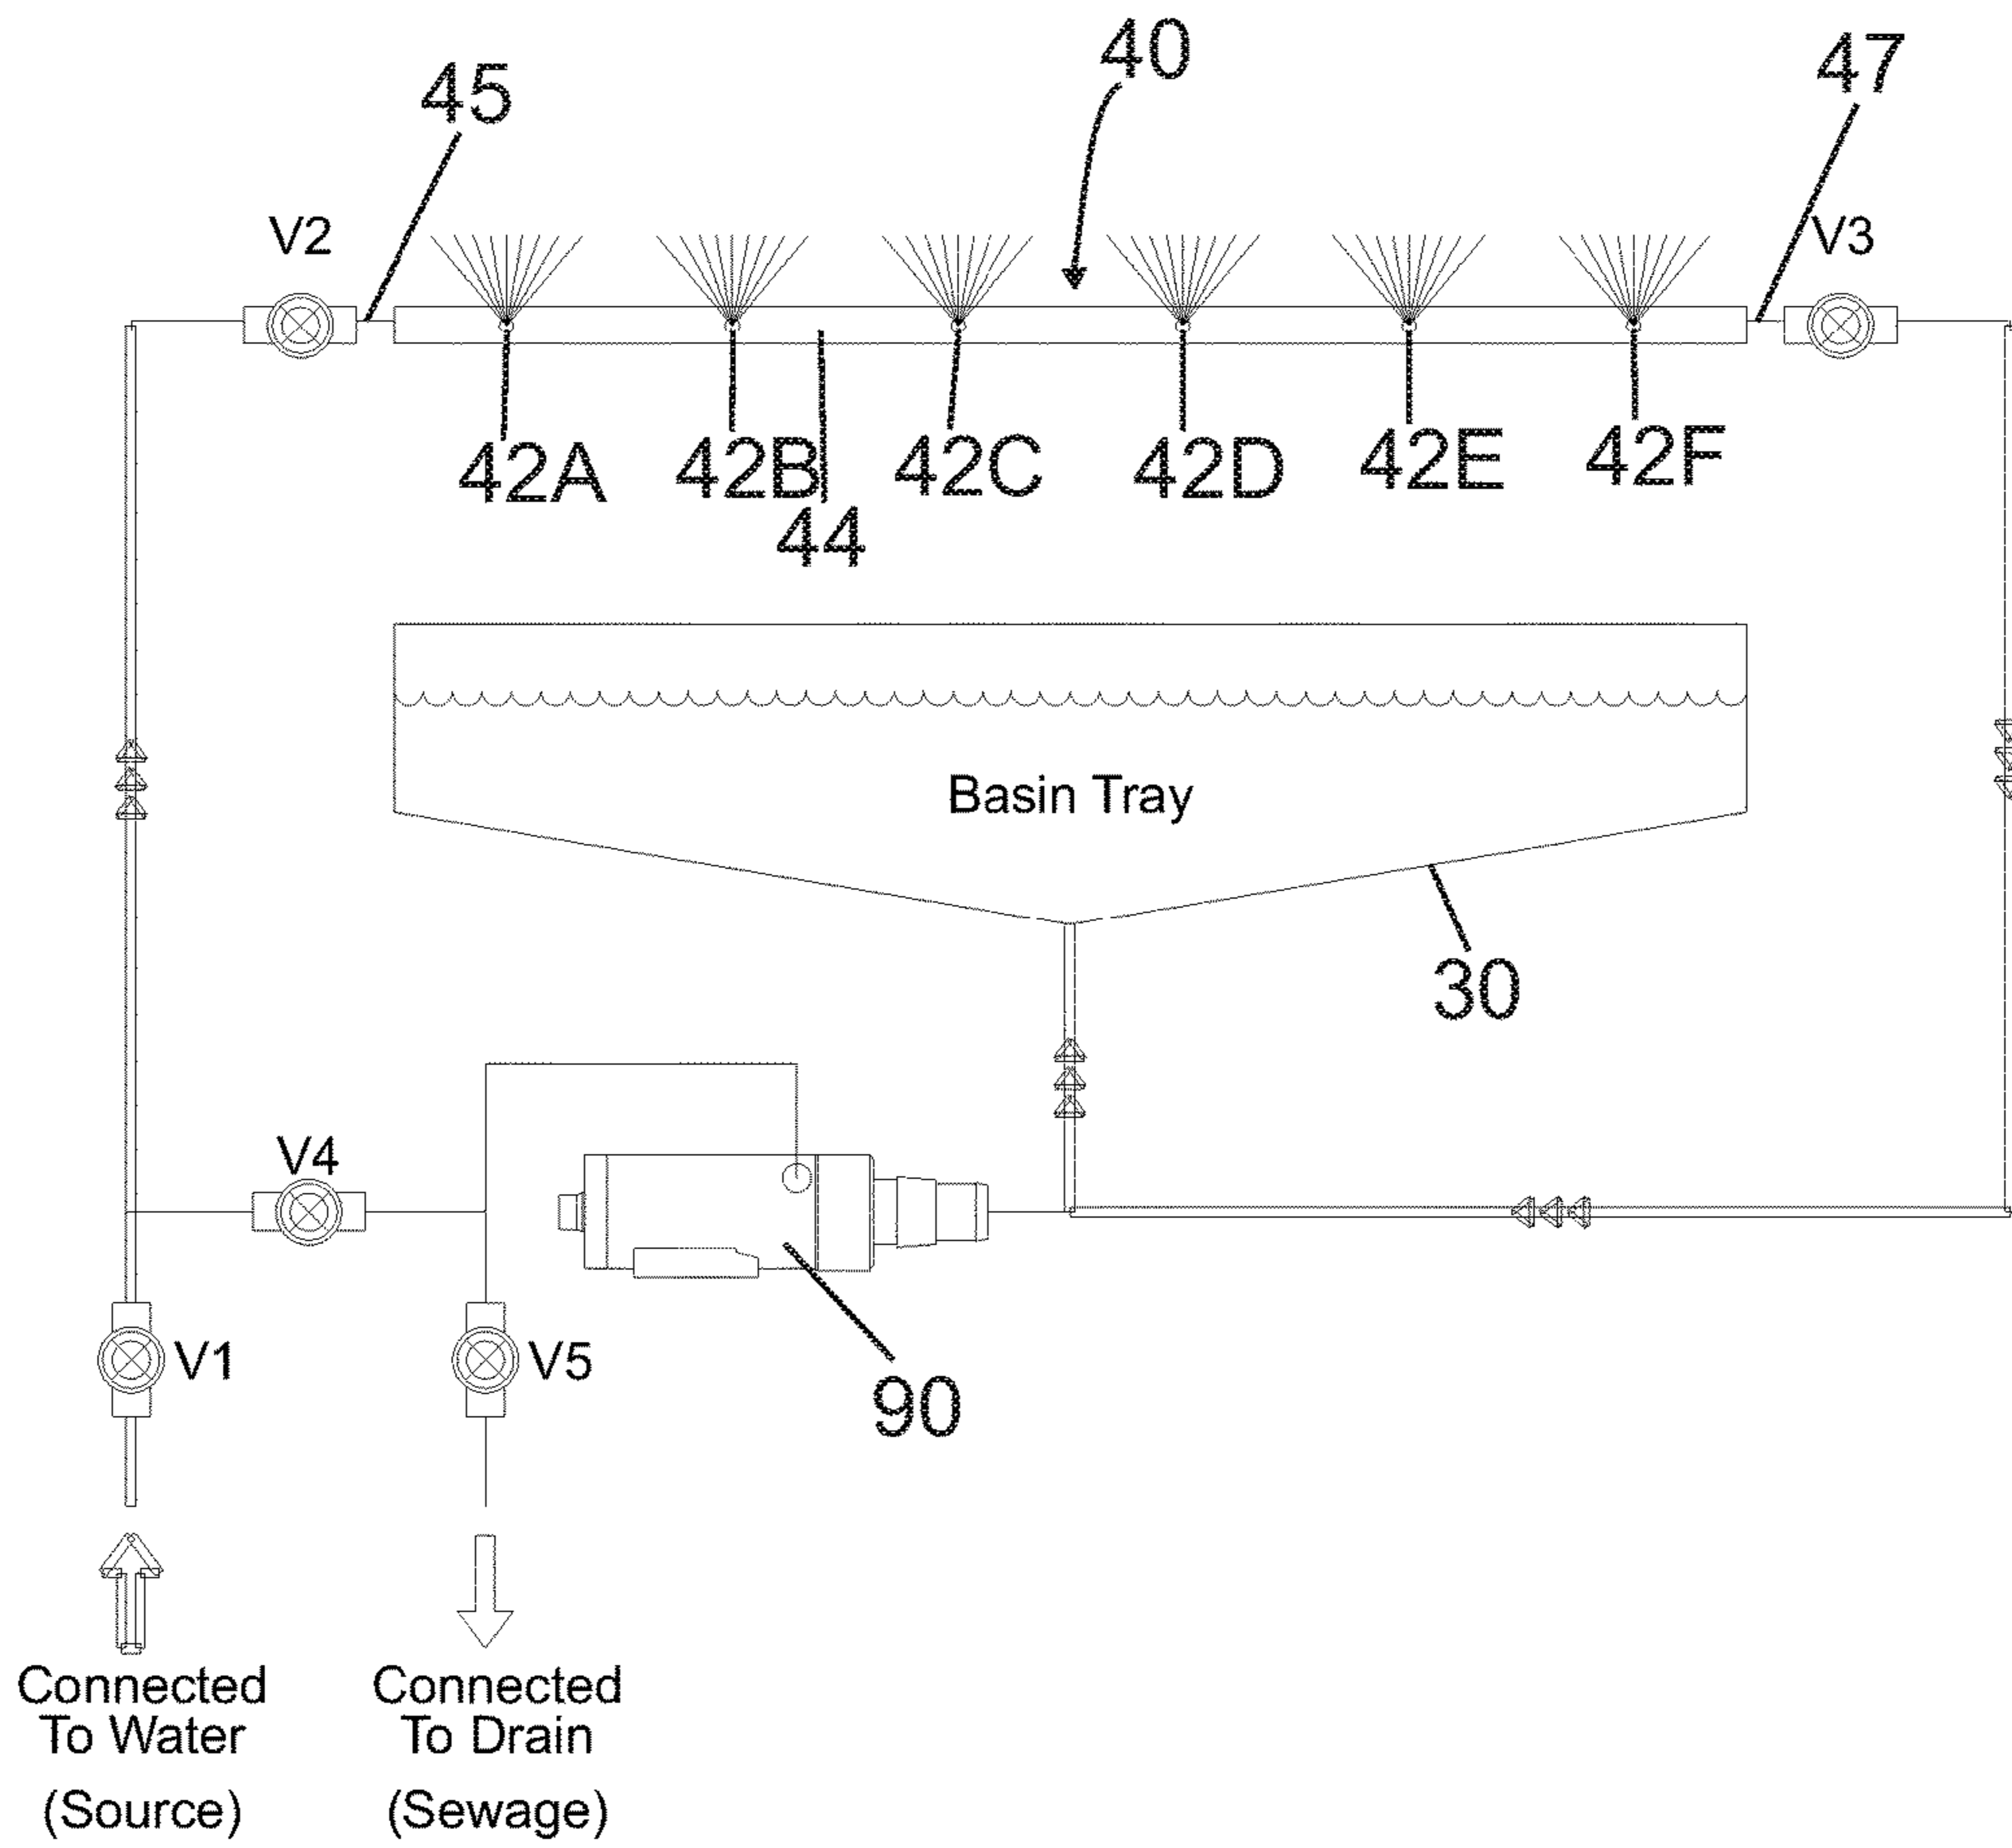 40
47
45
V2
V3
42A
42B
42C
42D
42E
42F
44
Basin Tray
30
V4
V1
V5
90
Connected
To Water
(Source)
Connected
To Drain
(Sewage)